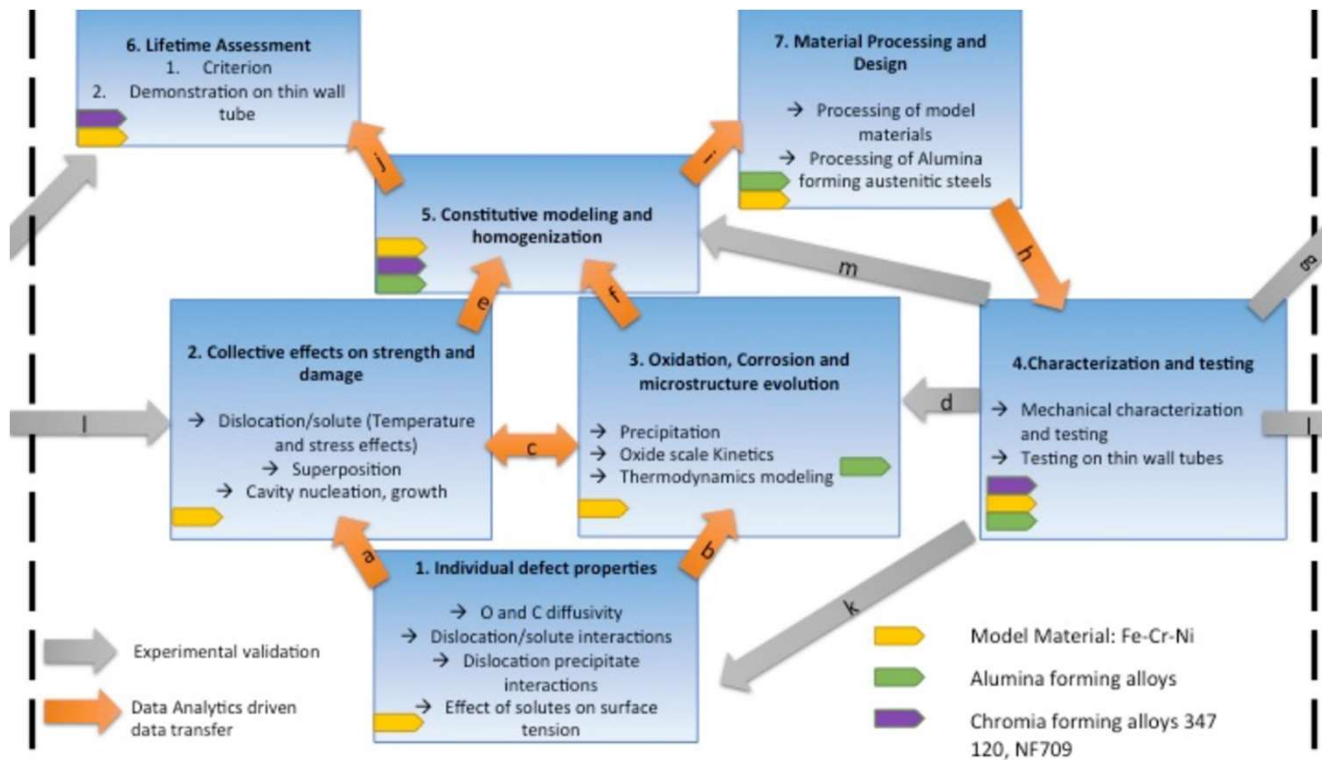 6. Lifetime Assessment
1. Criterion
2. Demonstration on thin wall
tube
7. Material Processing and
Design
→ Processing of model
materials
→ Processing of Alumina
forming austenitic steels
j
i
5. Constitutive modeling and
homogenization
m
h
g
e
f
2. Collective effects on strength and
damage
→ Dislocation/solute (Temperature
and stress effects)
→ Superposition
→ Cavity nucleation, growth
l
c
3. Oxidation, Corrosion and
microstructure evolution
→ Precipitation
→ Oxide scale Kinetics
→ Thermodynamics modeling
d
4.Characterization and testing
→ Mechanical characterization
and testing
→ Testing on thin wall tubes
l
a
b
k
1. Individual defect properties
→ O and C diffusivity
→ Dislocation/solute interactions
→ Dislocation precipitate
interactions
→ Effect of solutes on surface
tension
Experimental validation
Data Analytics driven
data transfer
Model Material: Fe-Cr-Ni
Alumina forming alloys
Chromia forming alloys 347
120, NF709